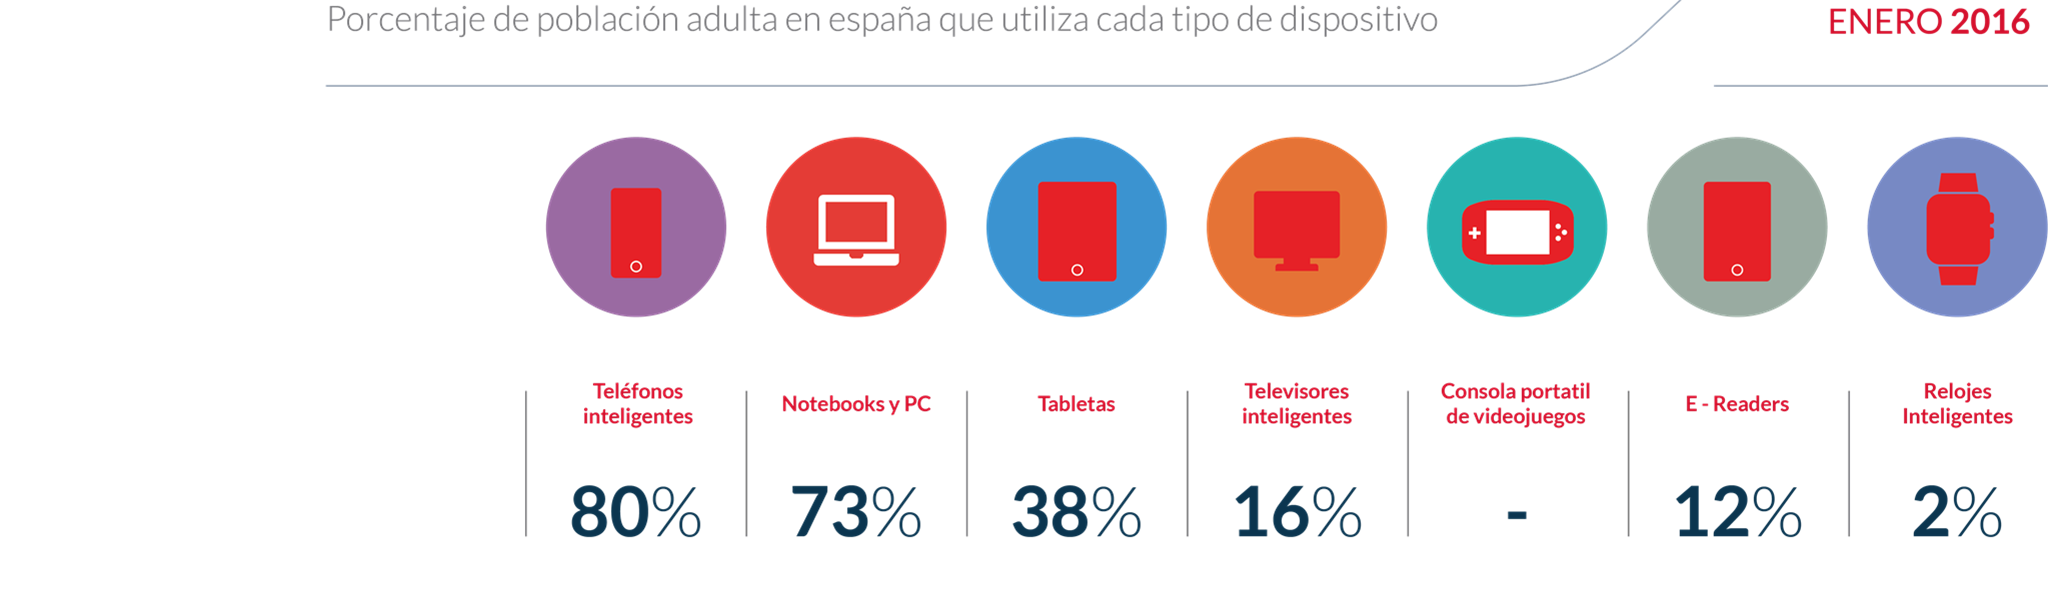 Porcentaje de población adulta en españa que utiliza cada tipo de dispositivo
ENERO 2016
Teléfonos
inteligentes
80%
Notebooks y PC
73%
Tabletas
38%
Televisores
inteligentes
16%
Consola portatil
de videojuegos
-
E - Readers
12%
Relojes
Inteligentes
2%